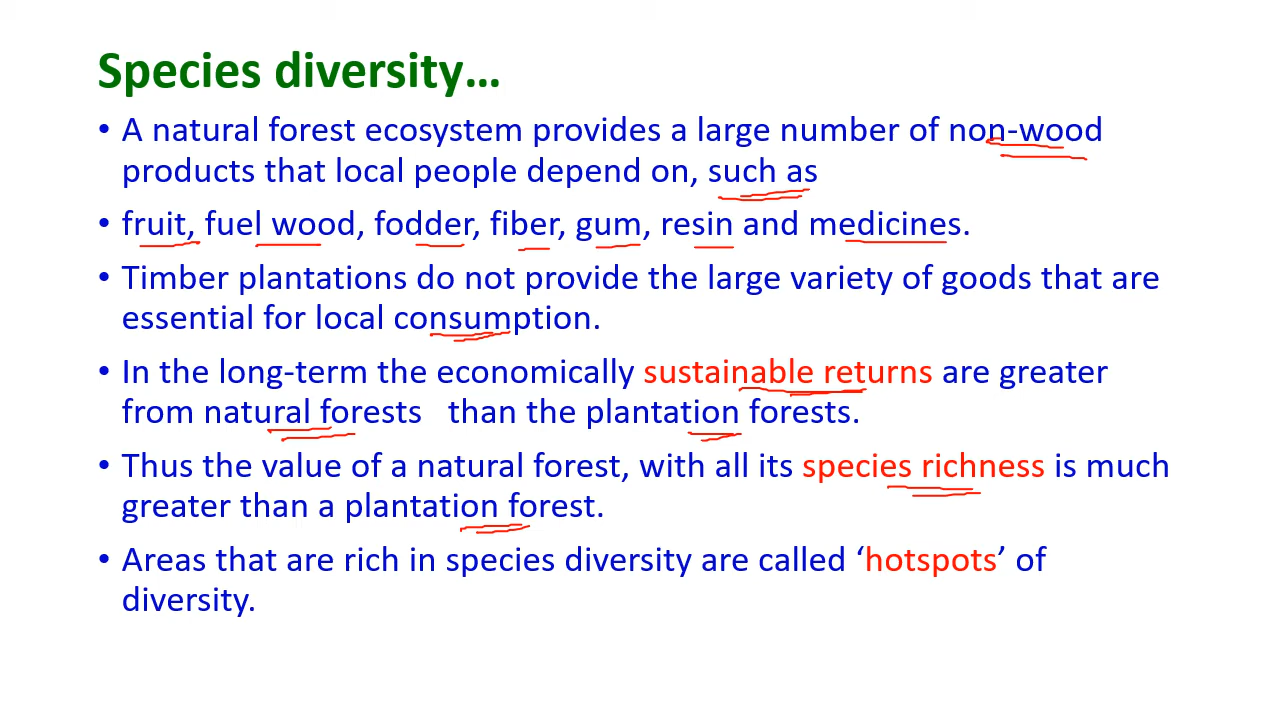 Species diversity...
• A natural forest ecosystem provides a large number of non-wood
products that local people depend on, such as
• fruit, fuel wood, fodder, fiber, gum, resin and medicines.
• Timber plantations do not provide the large variety of goods that are
essential for local consumption.
• In the long-term the economically sustainable returns are greater
from natural forests than the plantation forests.
• Thus the value of a natural forest, with all its species richness is much
greater than a plantation forest.
• Areas that are rich in species diversity are called ‘hotspots’ of
diversity.